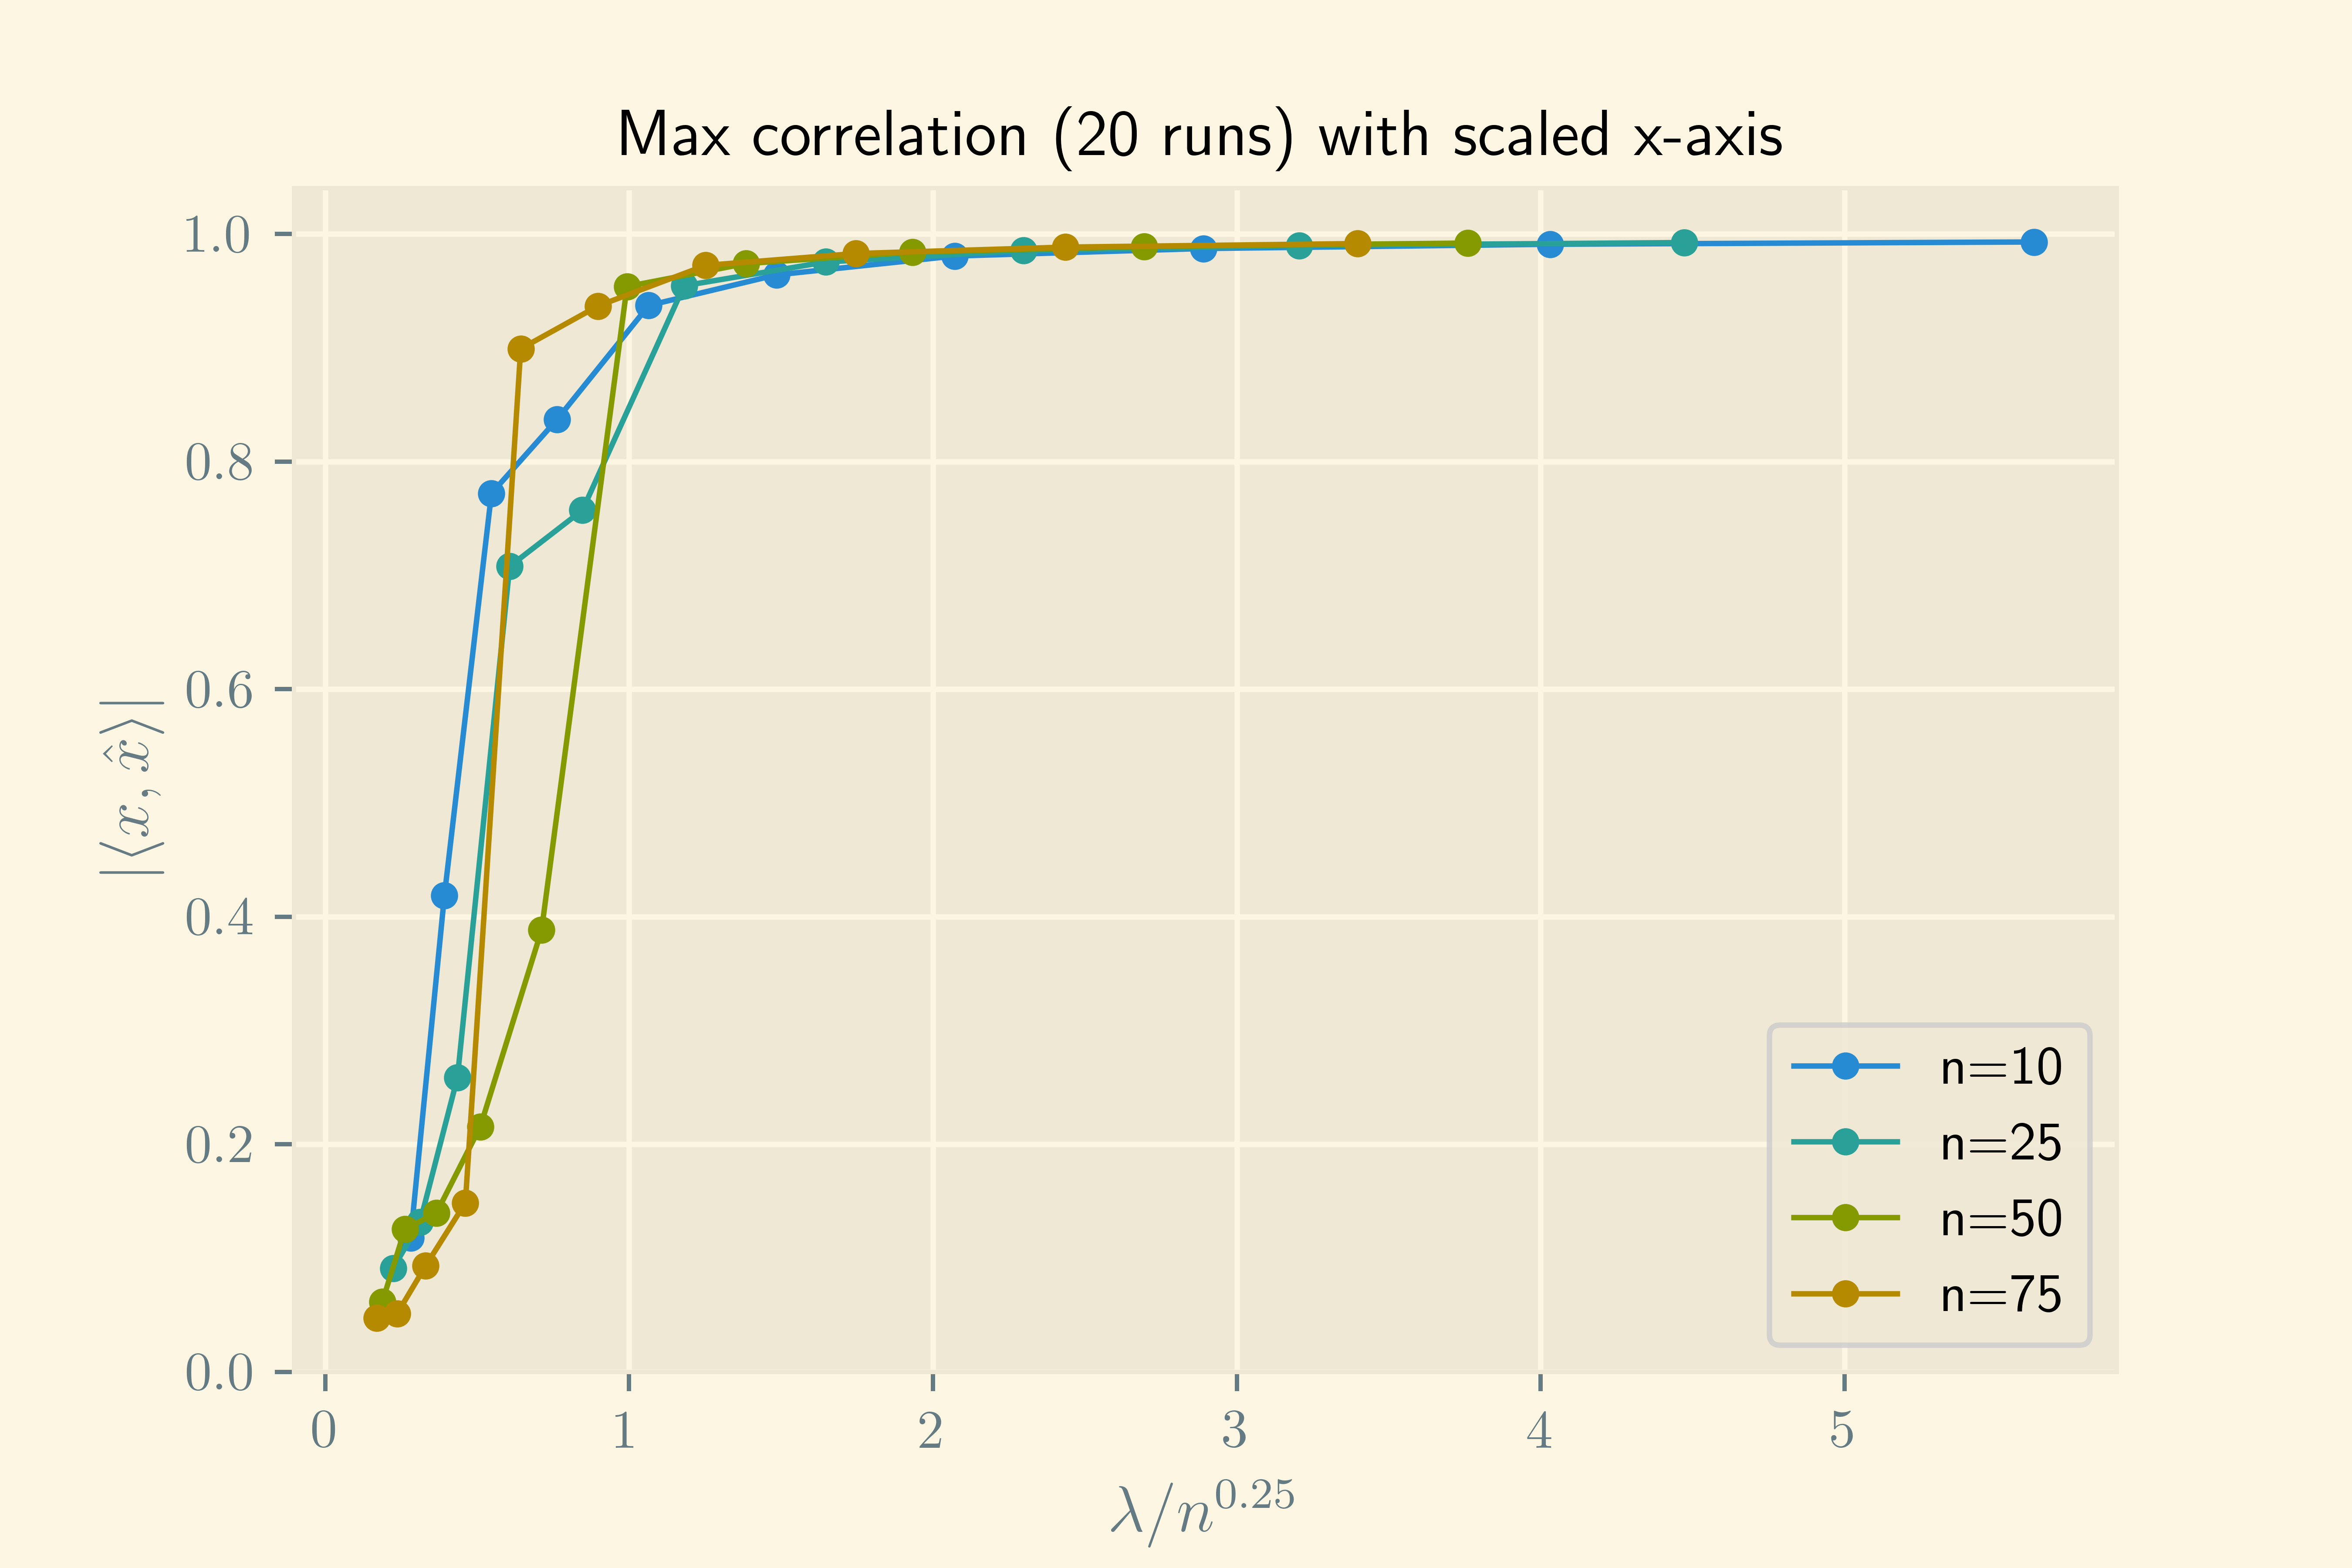 Max correlation (20 runs) with scaled x-axis
1.0
0.8
0.6
0.4
0.2
0.0
|⟨x, x̂⟩|
0 1 2 3 4 5
λ/n^{0.25}
n=10
n=25
n=50
n=75